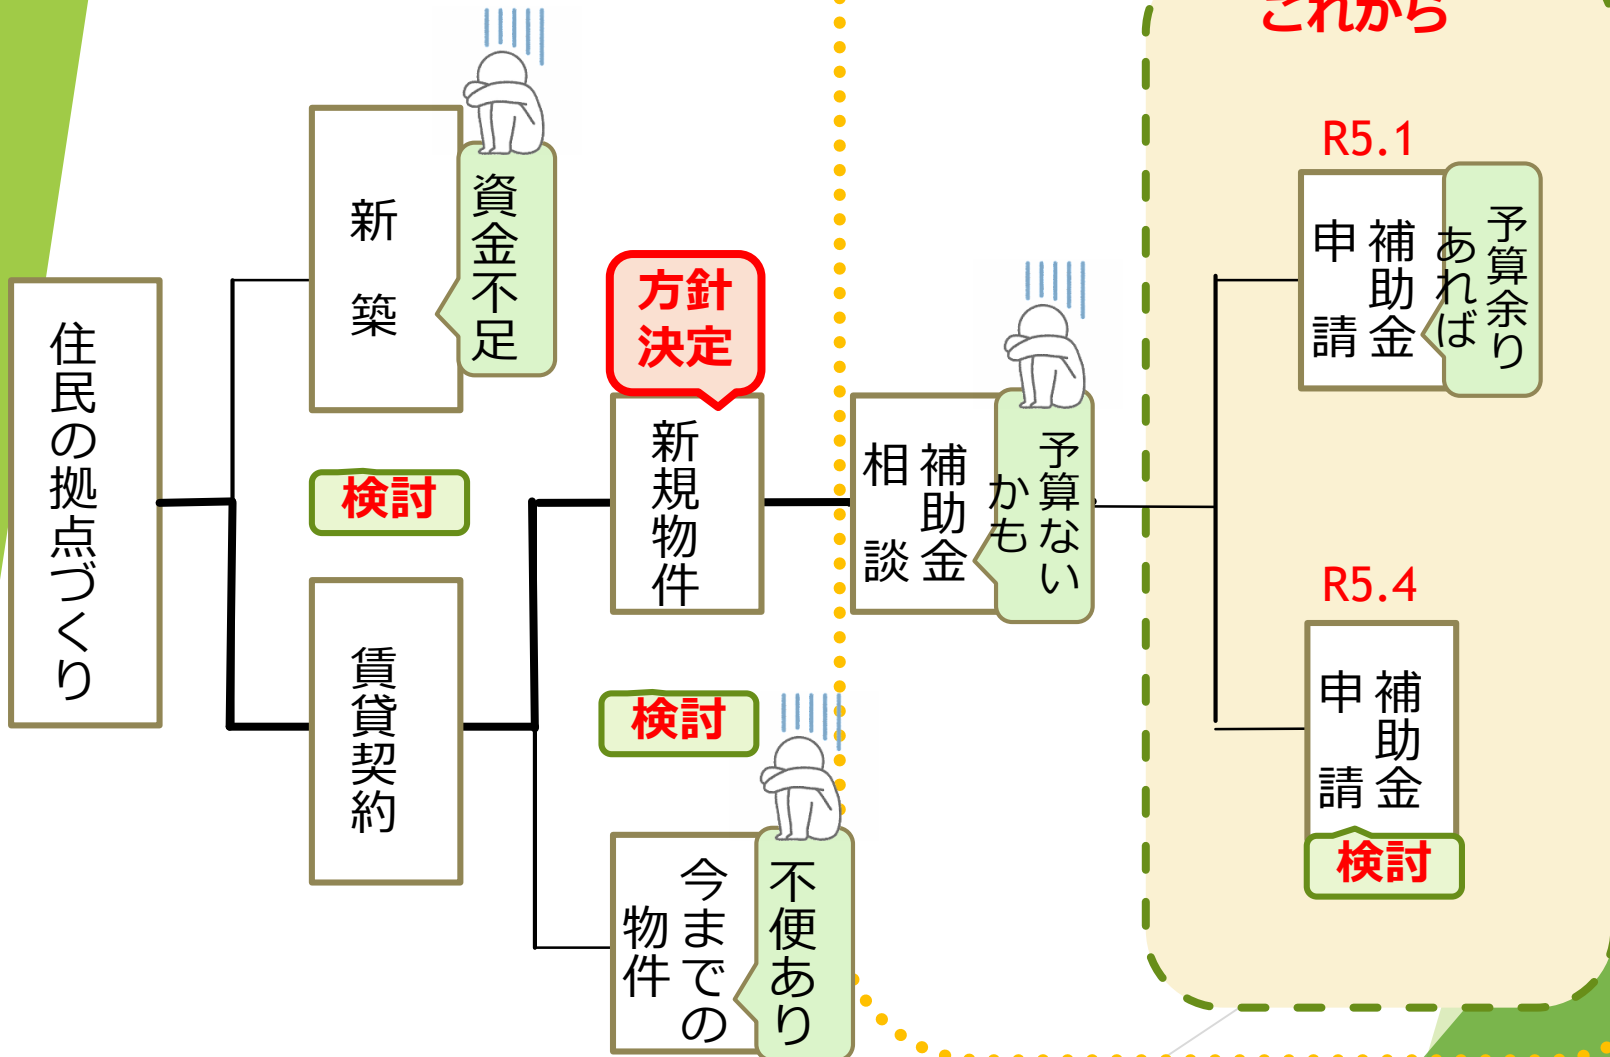 住民の拠点づくり
新築
資金不足
検討
賃貸契約
方針
決定
新規物件
検討
今までの
物件
不便あり
補助金
相談
予算ない
かも
これから
R5.1
補助金
申請
予算余り
あれば
R5.4
補助金
申請
検討